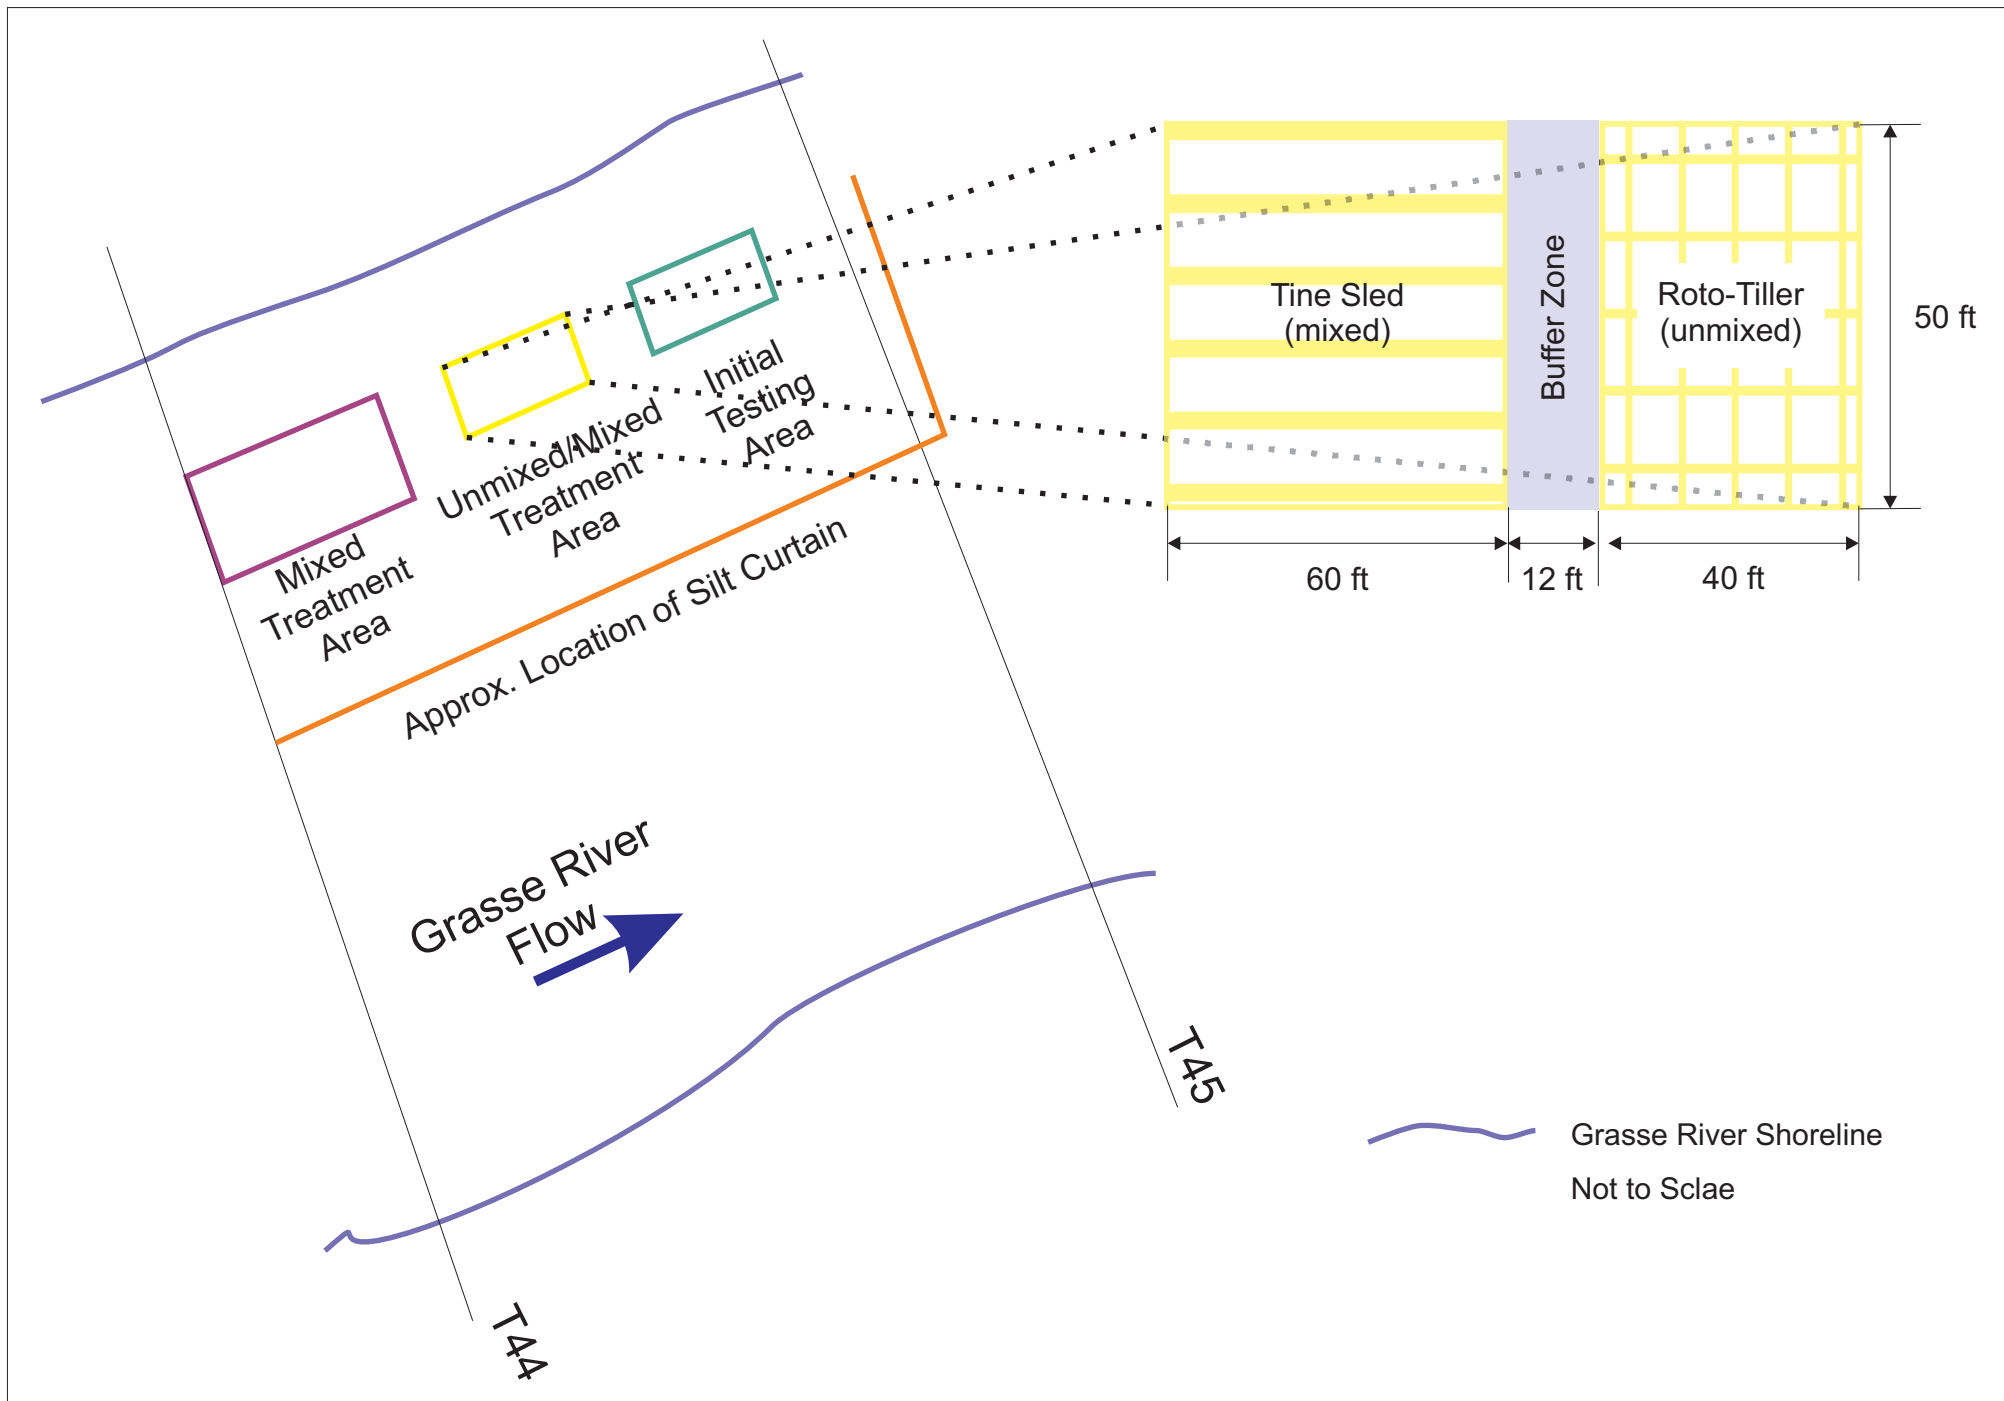 Tine Sled
(mixed)
Buffer Zone
Roto-Tiller
(unmixed)
50 ft
60 ft
12 ft
40 ft
Initial
Testing
Area
Unmixed/Mixed
Treatment
Area
Mixed
Treatment
Area
Approx. Location of Silt Curtain
Grasse River
Flow
T45
T44
Grasse River Shoreline
Not to Sclae